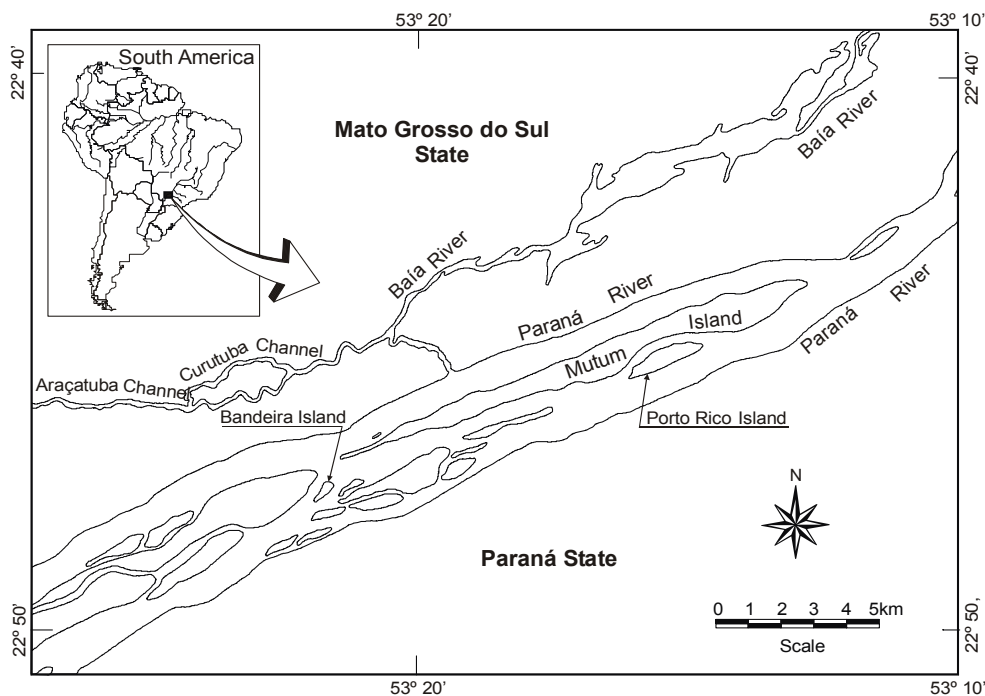 53º 20'
53º 10'
22º 40'
22º 40'
South America
Mato Grosso do Sul
State
Baía River
Baía River
Paraná River
Paraná River
Mutum Island
Curutuba Channel
Araçatuba Channel
Bandeira Island
Porto Rico Island
N
Paraná State
0 1 2 3 4 5km
Scale
22º 50'
22º 50,
53º 20'
53º 10'